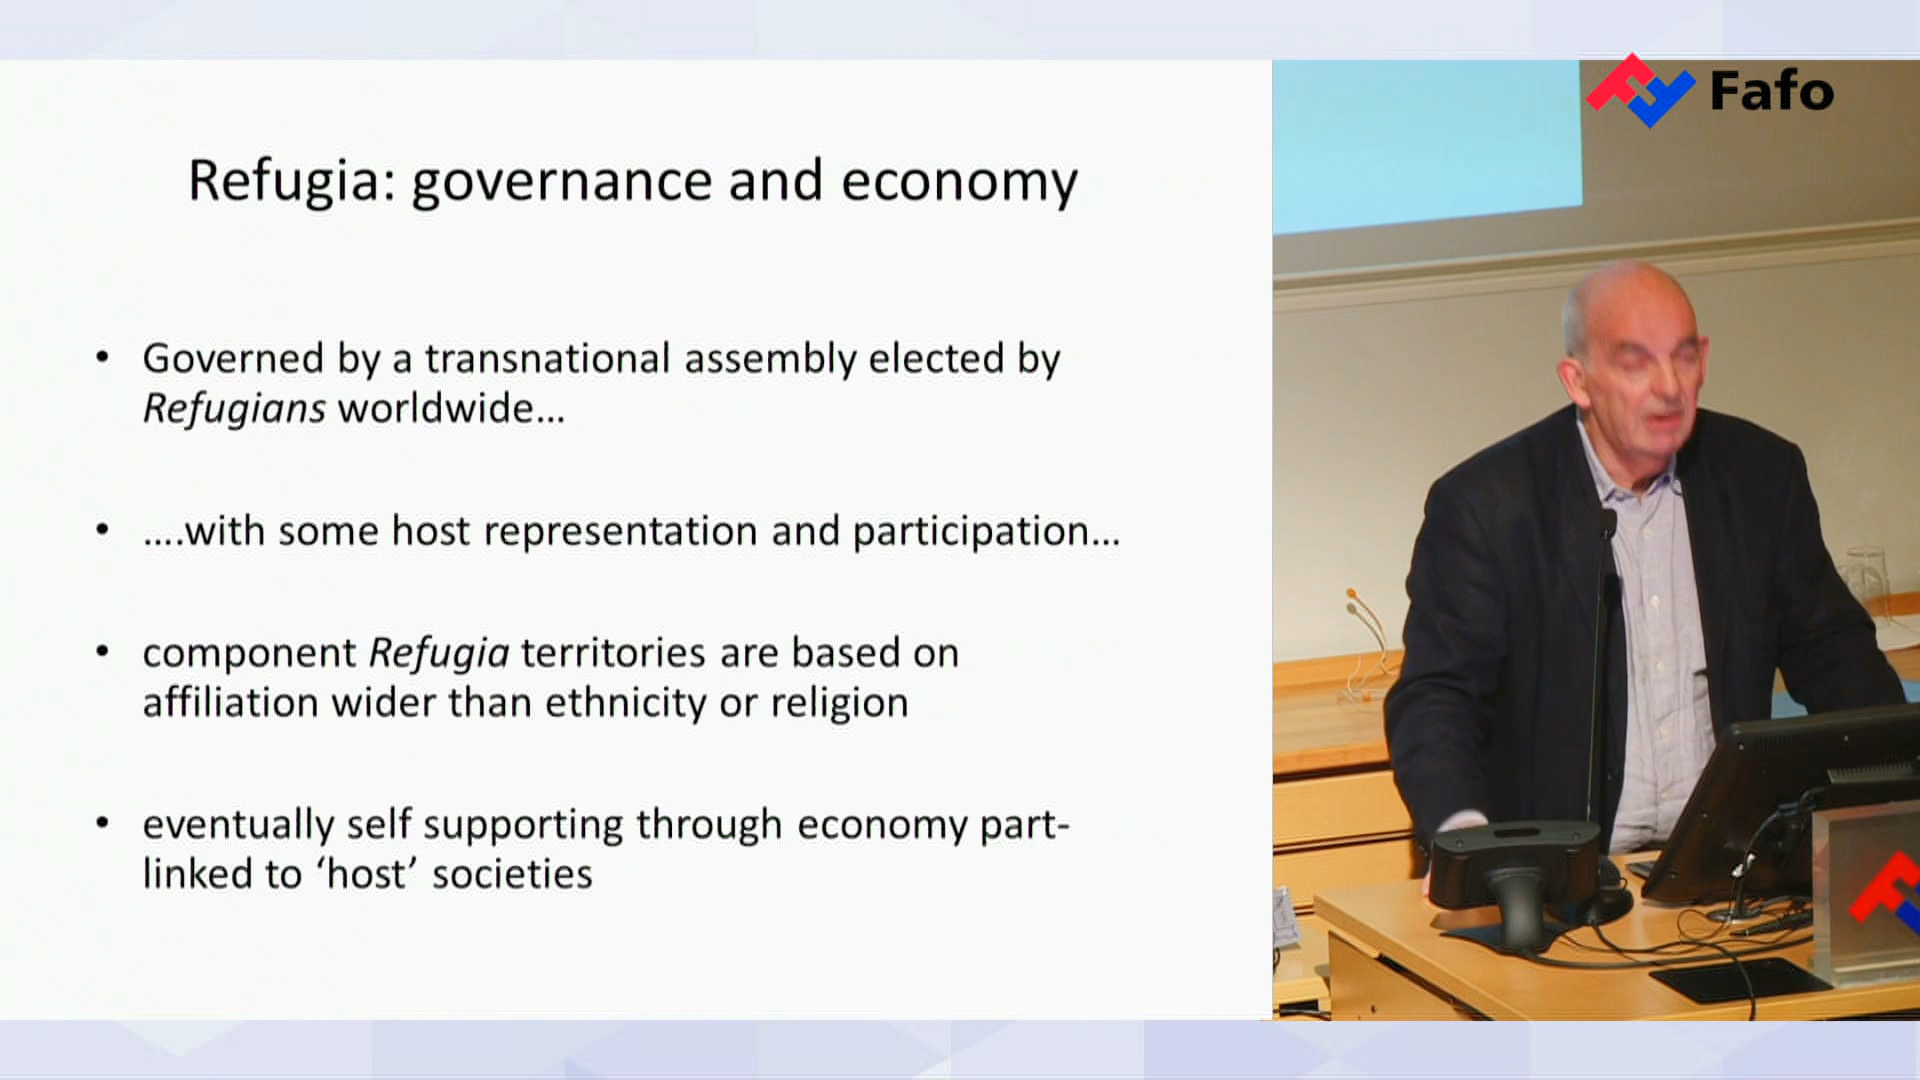 Fafo
Refugia: governance and economy
• Governed by a transnational assembly elected by
Refugians worldwide...
• ....with some host representation and participation...
• component Refugia territories are based on
affiliation wider than ethnicity or religion
• eventually self supporting through economy part-
linked to ‘host’ societies